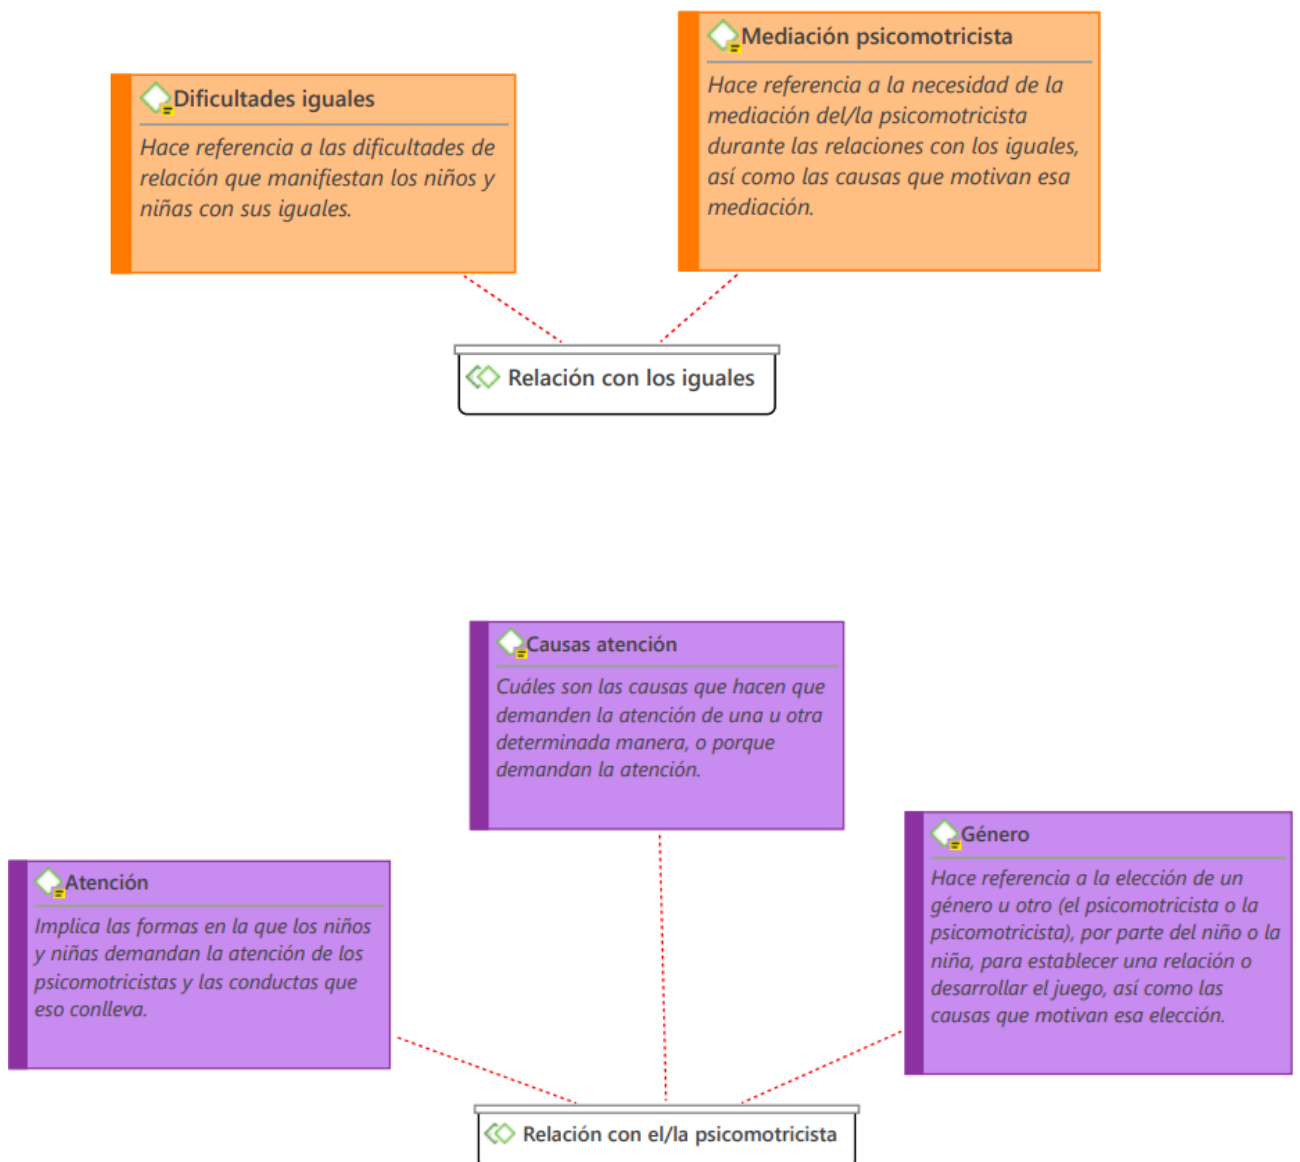 Mediación psicomotricista
Hace referencia a la necesidad de la
mediación del/la psicomotricista
durante las relaciones con los iguales,
así como las causas que motivan esa
mediación.
Dificultades iguales
Hace referencia a las dificultades de
relación que manifiestan los niños y
niñas con sus iguales.
Relación con los iguales
Causas atención
Cuáles son las causas que hacen que
demanden la atención de una u otra
determinada manera, o porque
demandan la atención.
Género
Hace referencia a la elección de un
género u otro (el psicomotricista o la
psicomotricista), por parte del niño o la
niña, para establecer una relación o
desarrollar el juego, así como las
causas que motivan esa elección.
Atención
Implica las formas en la que los niños
y niñas demandan la atención de los
psicomotricistas y las conductas que
eso conlleva.
Relación con el/la psicomotricista